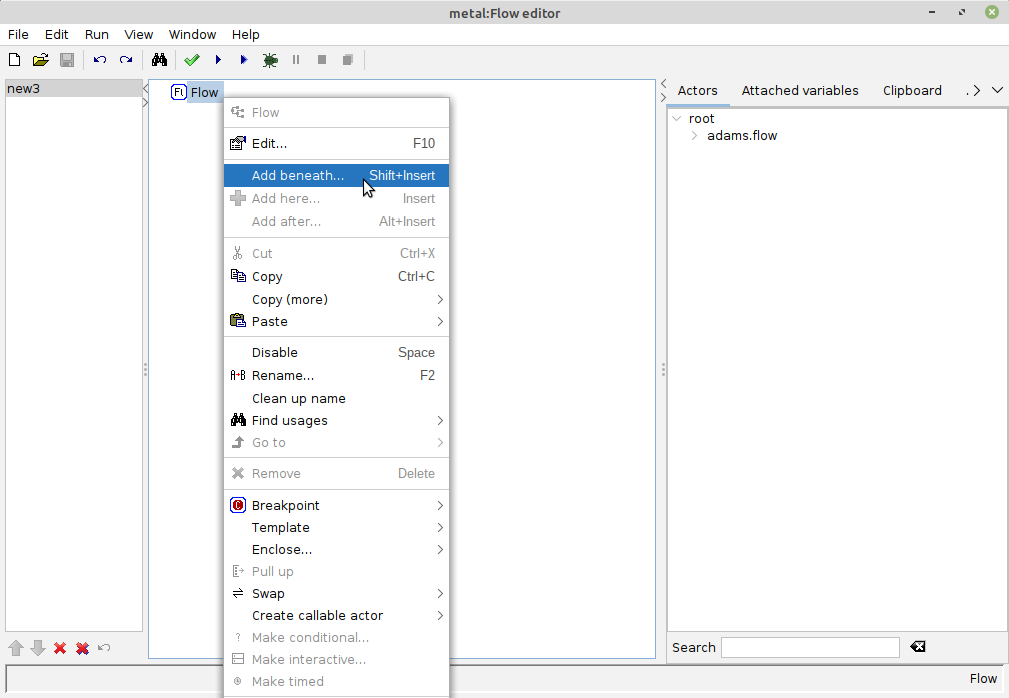 metal:Flow editor
File Edit Run View Window Help
new3
Ft Flow
Flow
Edit... F10
Add beneath... Shift+Insert
Add here... Insert
Add after... Alt+Insert
Cut Ctrl+X
Copy Ctrl+C
Copy (more)
Paste
Disable Space
A+B Rename... F2
Clean up name
Find usages
Go to
Remove Delete
Breakpoint
Template
Enclose...
Pull up
Swap
Create callable actor
? Make conditional...
Make interactive...
Make timed
Actors Attached variables Clipboard .
root
adams.flow
Search
Flow